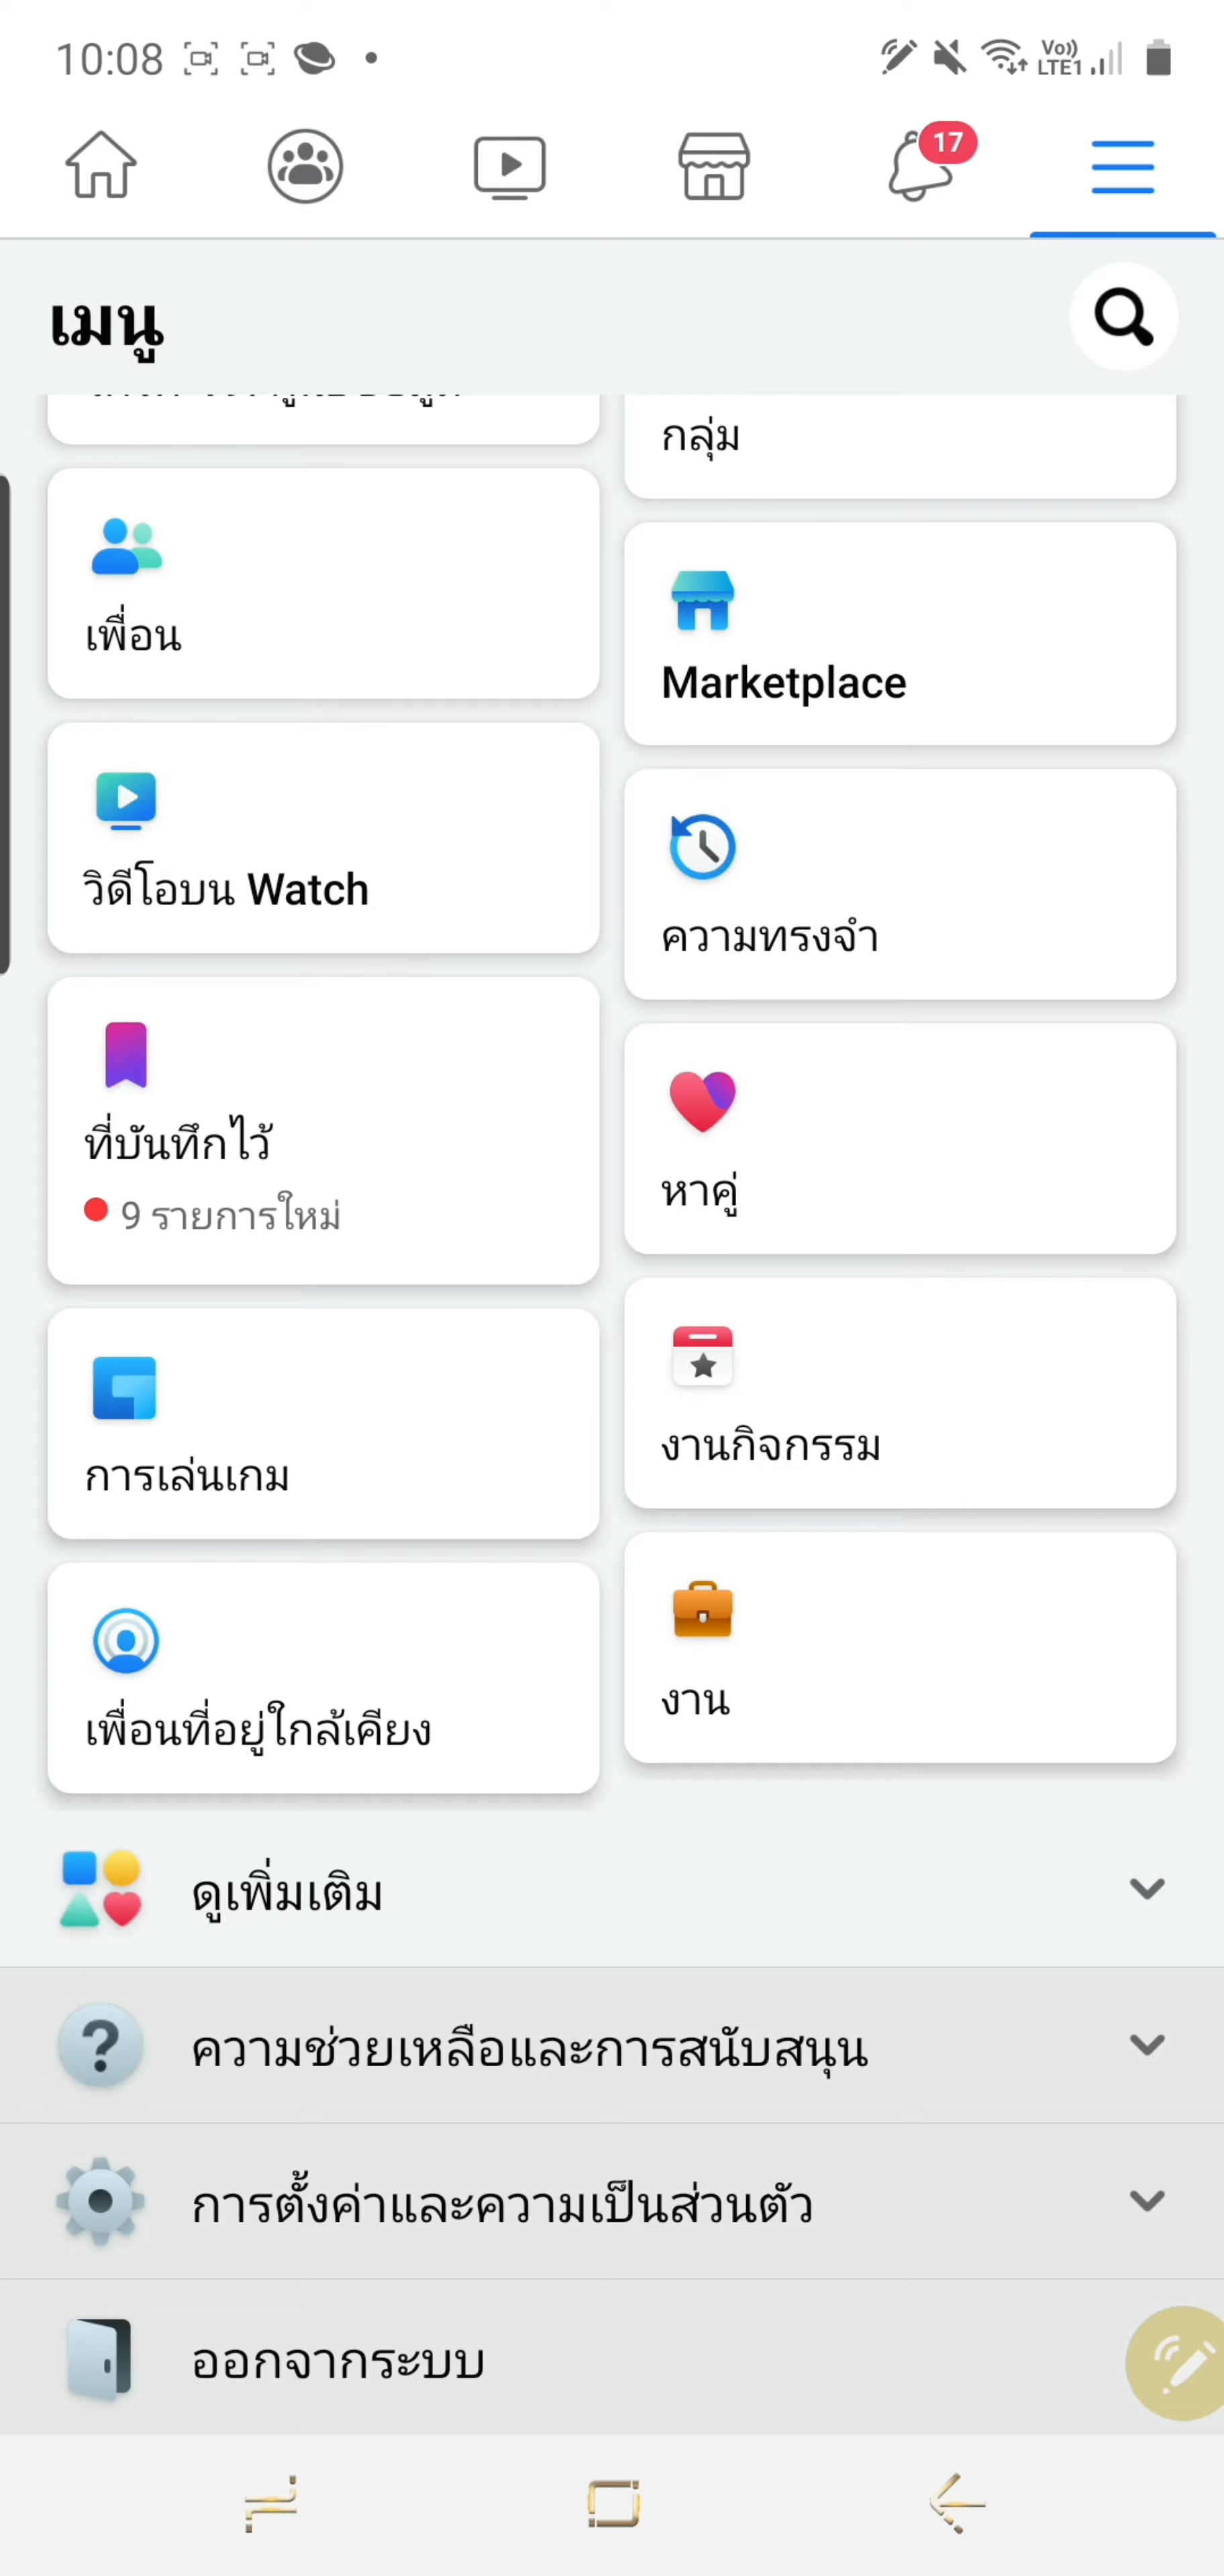 10:08
Vo))
LTE1
17
เมนู
กลุ่ม
เพื่อน
Marketplace
วิดีโอบน Watch
ความทรงจำ
ที่บันทึกไว้
9 รายการใหม่
หาคู่
การเล่นเกม
งานกิจกรรม
เพื่อนที่อยู่ใกล้เคียง
งาน
ดูเพิ่มเติม
ความช่วยเหลือและการสนับสนุน
การตั้งค่าและความเป็นส่วนตัว
ออกจากระบบ